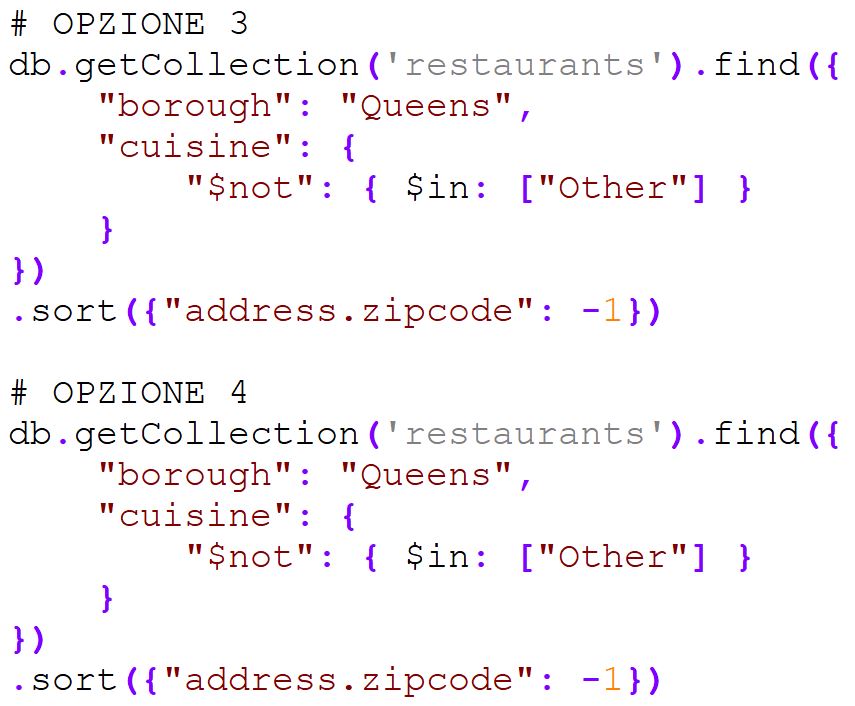 # OPZIONE 3
db.getCollection('restaurants').find({
    "borough": "Queens",
    "cuisine": {
        "$not": { $in: ["Other"] }
    }
})
.sort({"address.zipcode": -1})

# OPZIONE 4
db.getCollection('restaurants').find({
    "borough": "Queens",
    "cuisine": {
        "$not": { $in: ["Other"] }
    }
})
.sort({"address.zipcode": -1})